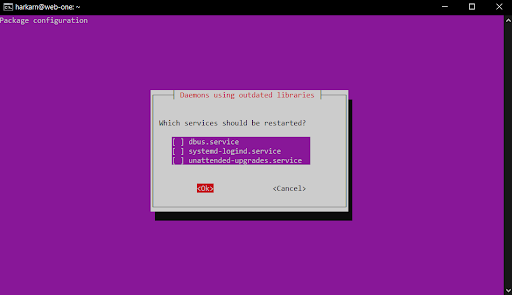 harkarn@web-one: ~
Package configuration
Daemons using outdated libraries
Which services should be restarted?
[ ] dbus.service
[ ] systemd-logind.service
[ ] unattended-upgrades.service
<Ok> <Cancel>